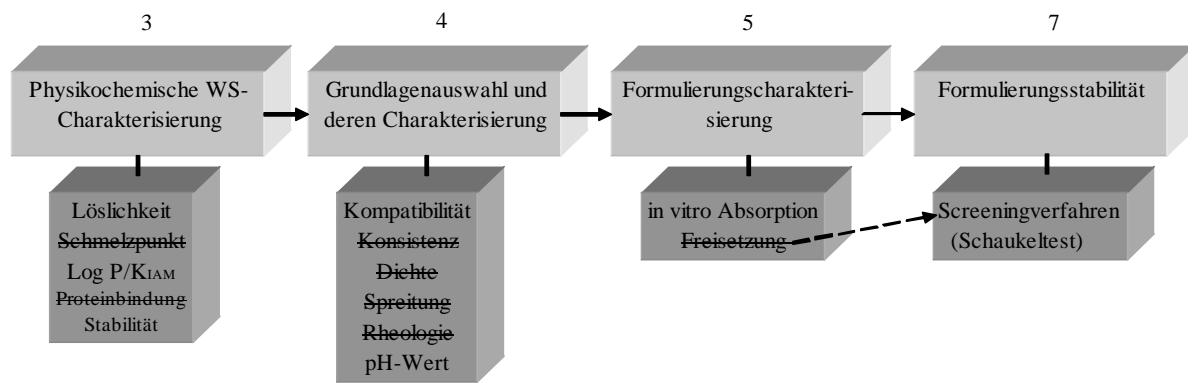 3
4
5
7
Physikochemische WS-
Charakterisierung
Grundlagenauswahl und
deren Charakterisierung
Formulierungscharakteri-
sierung
Formulierungsstabilität
Löslichkeit
Schmelzpunkt
Log P/KIAM
Proteinbindung
Stabilität
Kompatibilität
Konsistenz
Dichte
Spreitung
Rheologie
pH-Wert
in vitro Absorption
Freisetzung
Screeningverfahren
(Schaukeltest)